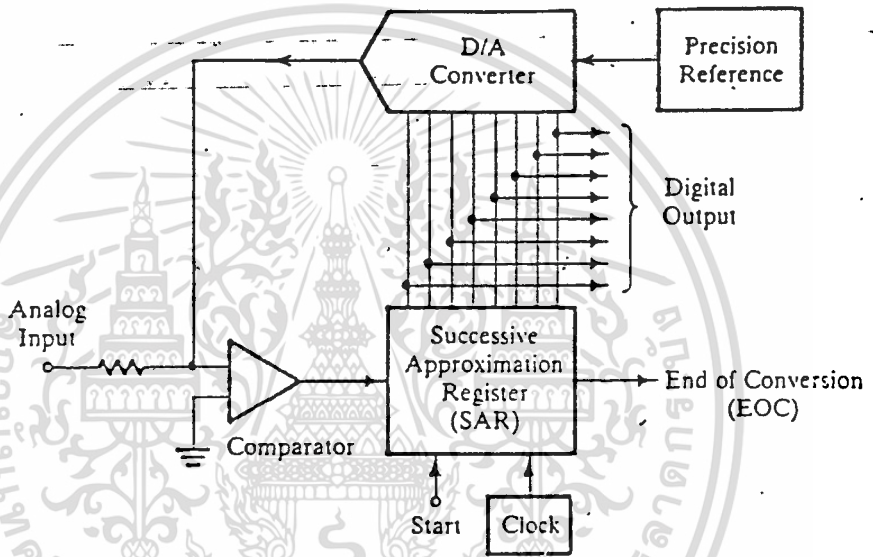 D/A
Converter
Precision
Reference
Digital
Output
Analog
Input
Successive
Approximation
Register
(SAR)
End of Conversion
(EOC)
Comparator
Start
Clock